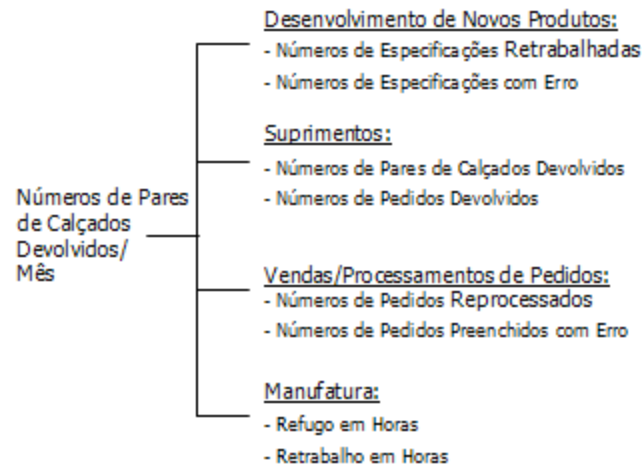 Desenvolvimento de Novos Produtos:
- Números de Especificações Retrabalhadas
- Números de Especificações com Erro
Suprimentos:
- Números de Pares de Calçados Devolvidos
- Números de Pedidos Devolvidos
Números de Pares
de Calçados
Devolvidos/
Mês
Vendas/Processamentos de Pedidos:
- Números de Pedidos Reprocessados
- Números de Pedidos Preenchidos com Erro
Manufatura:
- Refugo em Horas
- Retrabalho em Horas